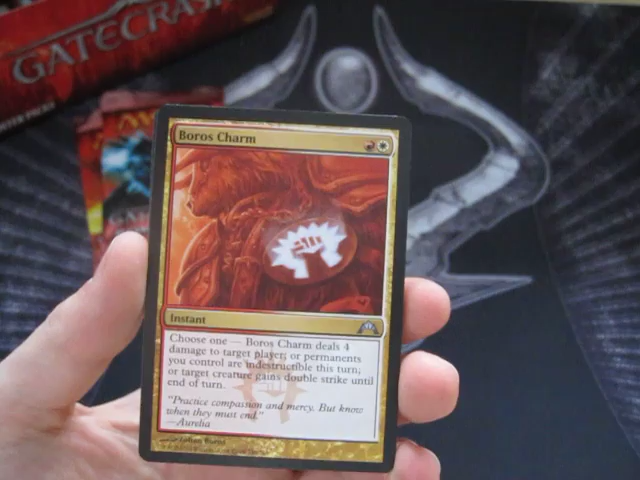 GATECRASH
Boros Charm
Instant
Choose one — Boros Charm deals 4
damage to target player; or permanents
you control are indestructible this turn;
or target creature gains double strike until
end of turn.
"Practice compassion and mercy. But know
when they must end."
—Aurelia
Zoltan Boros